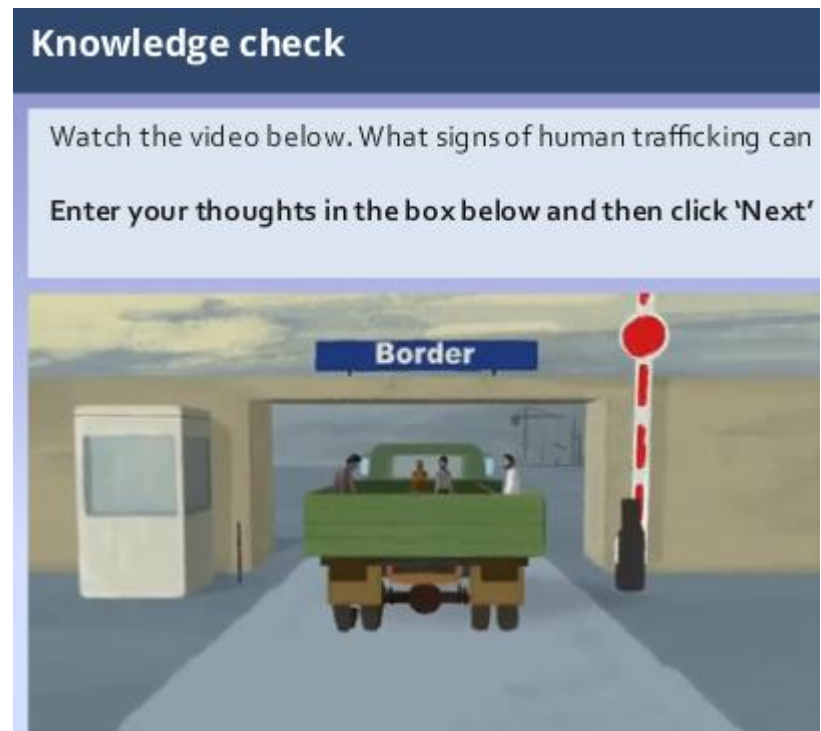 Knowledge check
Watch the video below. What signs of human trafficking can
Enter your thoughts in the box below and then click ‘Next’
Border